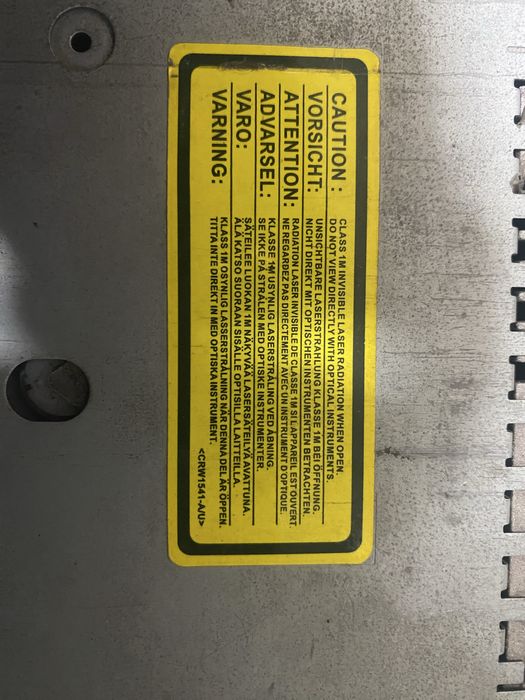 CAUTION :
CLASS 1M INVISIBLE LASER RADIATION WHEN OPEN.
DO NOT VIEW DIRECTLY WITH OPTICAL INSTRUMENTS.
VORSICHT:
UNSICHTBARE LASERSTRAHLUNG KLASSE 1M BEI ÖFFNUNG.
NICHT DIREKT MIT OPTISCHEN INSTRUMENTEN BETRACHTEN.
ATTENTION:
RADIATION LASER INVISIBLE DE CLASSE 1M SI L'APPAREIL EST OUVERT.
NE REGARDEZ PAS DIRECTEMENT AVEC UN INSTRUMENT D'OPTIQUE.
ADVARSEL:
KLASSE 1M USYNLIG LASERSTRÅLING VED ÅBNING.
SE IKKE PÅ STRÅLEN MED OPTISKE INSTRUMENTER.
VARO:
SÄTEILEE LUOKAN 1M NÄKYVÄÄ LASERSÄTEILYÄ AVATTUNA.
ÄLÄ KATSO SUORAAN SISÄLLE OPTISILLA LAITTEILLA.
VARNING:
KLASS 1M OSYNLIG LASSERSTRÅLNING NÄR DENNA DEL ÄR ÖPPEN.
TITTA INTE DIREKT IN MED OPTISKA INSTRUMENT.
<CRW1541-A/U>